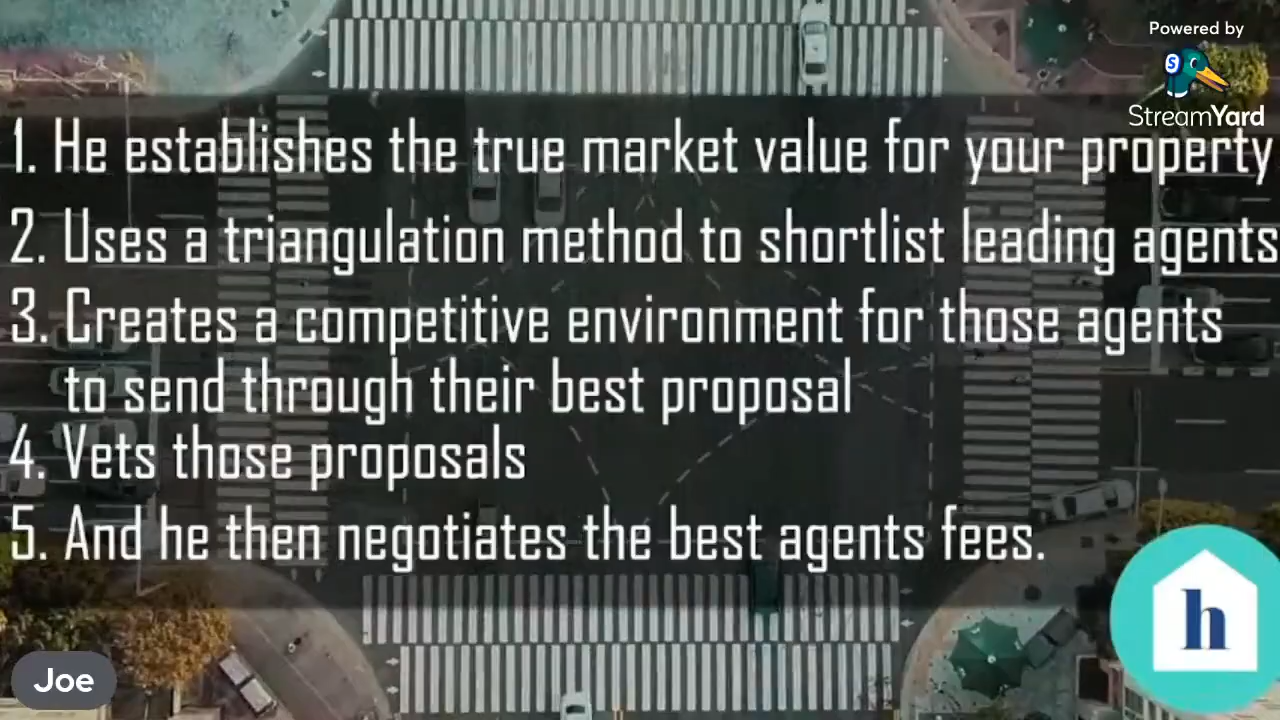 Powered by
StreamYard
1. He establishes the true market value for your property
2. Uses a triangulation method to shortlist leading agents
3. Creates a competitive environment for those agents
to send through their best proposal
4. Vets those proposals
5. And he then negotiates the best agents fees.
h
Joe